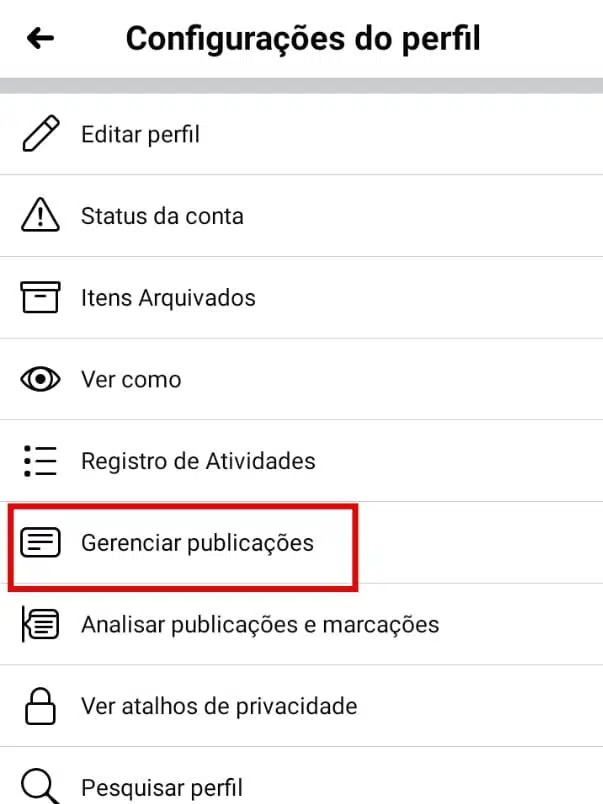 Configurações do perfil
Editar perfil
Status da conta
Itens Arquivados
Ver como
Registro de Atividades
Gerenciar publicações
Analisar publicações e marcações
Ver atalhos de privacidade
Pesquisar perfil